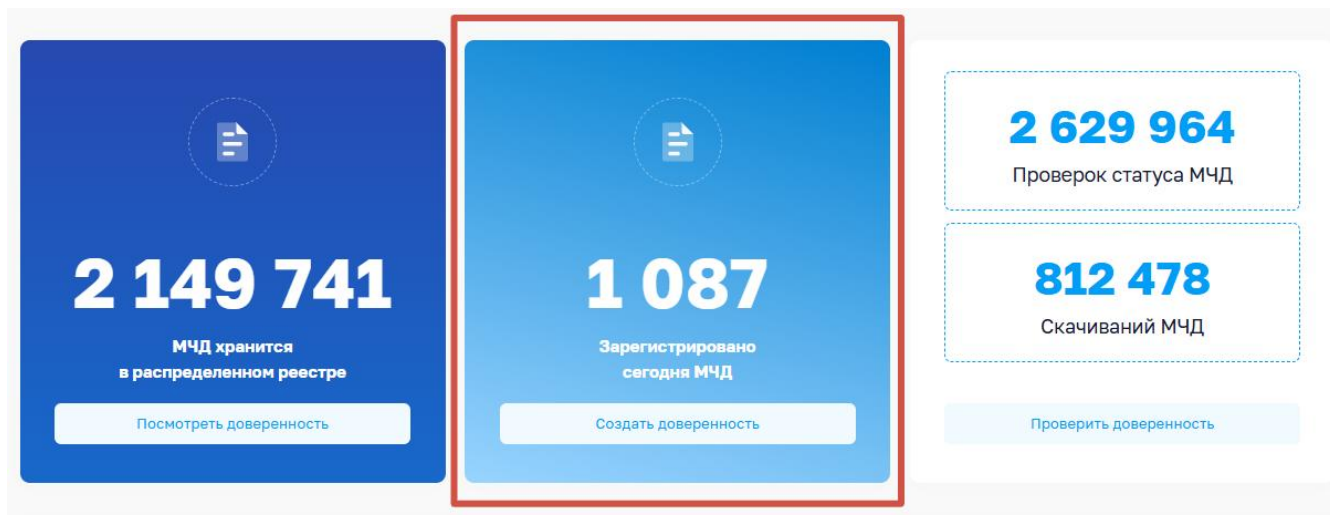 2 149 741
МЧД хранится
в распределенном реестре
Посмотреть доверенность
1 087
Зарегистрировано
сегодня МЧД
Создать доверенность
2 629 964
Проверок статуса МЧД
812 478
Скачиваний МЧД
Проверить доверенность